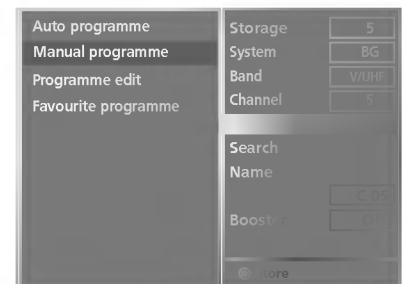 Auto programme
Manual programme
Programme edit
Favourite programme
Storage 5
System BG
Band V/UHF
Channel 5
Search
Name
C 05
Booster
Store